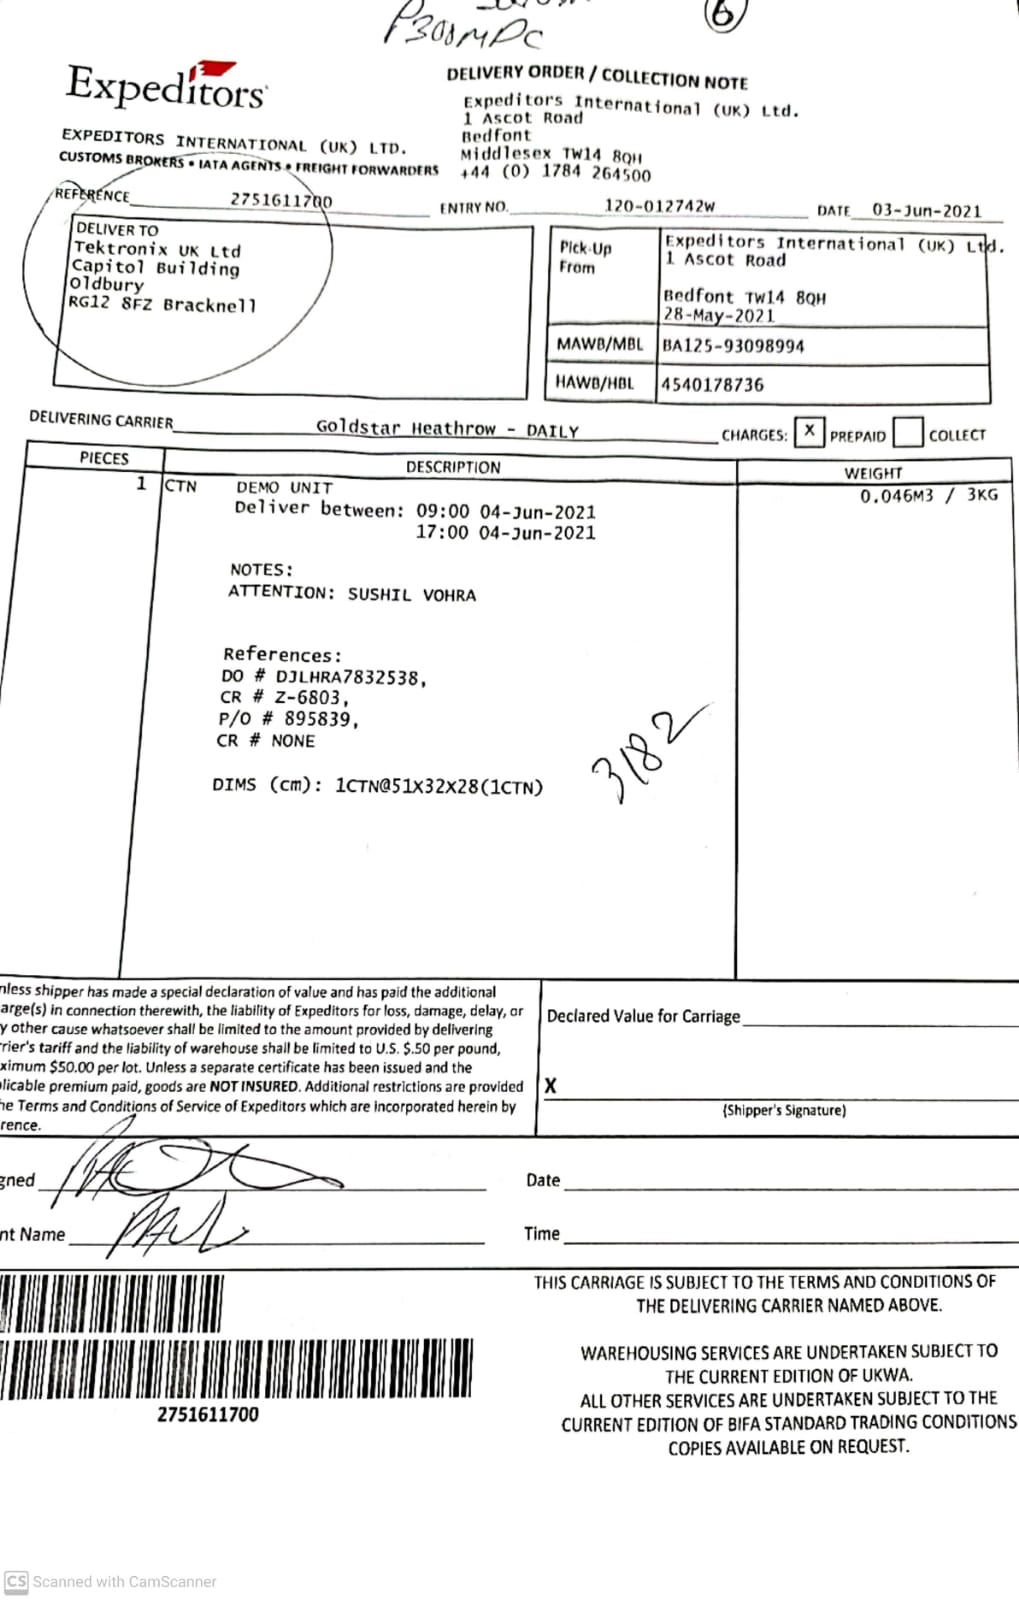 P300MPC
6
Expeditors
DELIVERY ORDER / COLLECTION NOTE
Expeditors International (UK) Ltd.
1 Ascot Road
Bedfont
Middlesex TW14 8QH
+44 (0) 1784 264500
EXPEDITORS INTERNATIONAL (UK) LTD.
CUSTOMS BROKERS • IATA AGENTS • FREIGHT FORWARDERS
REFERENCE 2751611700
ENTRY NO. 120-012742W
DATE 03-Jun-2021
DELIVER TO
Tektronix UK Ltd
Capitol Building
Oldbury
RG12 8FZ Bracknell
Pick-Up From
Expeditors International (UK) Ltd.
1 Ascot Road
Bedfont TW14 8QH
28-May-2021
MAWB/MBL BA125-93098994
HAWB/HBL 4540178736
DELIVERING CARRIER Goldstar Heathrow - DAILY
CHARGES: X PREPAID COLLECT
PIECES DESCRIPTION WEIGHT
1 CTN DEMO UNIT 0.046M3 / 3KG
Deliver between: 09:00 04-Jun-2021
17:00 04-Jun-2021
NOTES:
ATTENTION: SUSHIL VOHRA
References:
DO # DJLHRA7832538,
CR # Z-6803,
P/O # 895839,
CR # NONE
3182
DIMS (cm): 1CTN@51X32X28(1CTN)
nless shipper has made a special declaration of value and has paid the additional
arge(s) in connection therewith, the liability of Expeditors for loss, damage, delay, or
y other cause whatsoever shall be limited to the amount provided by delivering
rrier's tariff and the liability of warehouse shall be limited to U.S. $.50 per pound,
ximum $50.00 per lot. Unless a separate certificate has been issued and the
licable premium paid, goods are NOT INSURED. Additional restrictions are provided
he Terms and Conditions of Service of Expeditors which are incorporated herein by
rence.
Declared Value for Carriage
X
(Shipper's Signature)
gned
Date
nt Name
Time
2751611700
THIS CARRIAGE IS SUBJECT TO THE TERMS AND CONDITIONS OF
THE DELIVERING CARRIER NAMED ABOVE.
WAREHOUSING SERVICES ARE UNDERTAKEN SUBJECT TO
THE CURRENT EDITION OF UKWA.
ALL OTHER SERVICES ARE UNDERTAKEN SUBJECT TO THE
CURRENT EDITION OF BIFA STANDARD TRADING CONDITIONS
COPIES AVAILABLE ON REQUEST.
CS Scanned with CamScanner